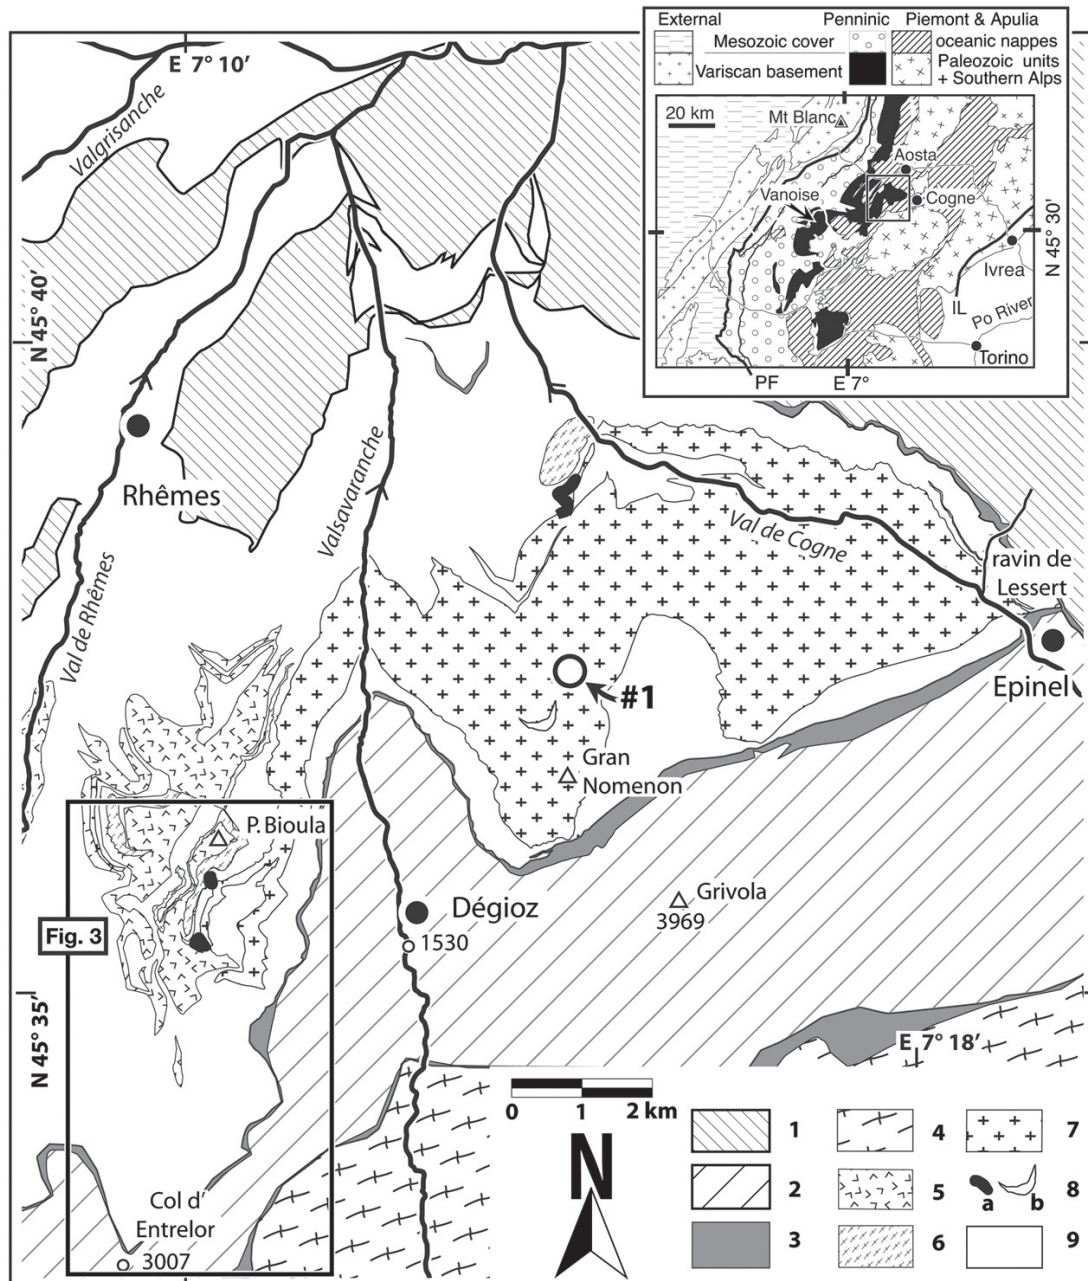 External
Penninic
Piemont & Apulia
Mesozoic cover
oceanic nappes
Variscan basement
Paleozoic units
+ Southern Alps
20 km
Mt Blanc
Aosta
Vanoise
Cogne
N 45° 30'
Ivrea
IL
Po River
Torino
PF
E 7°
E 7° 10'
Valgrisanche
N 45° 40'
Rhêmes
Valsavaranche
Val de Cogne
ravin de
Lessert
Val de Rhêmes
Epinel
#1
Gran
Nomenon
P. Bioula
Dégioz
Grivola
3969
Fig. 3
1530
N 45° 35'
E 7° 18'
0 1 2 km
N
Col d'
Entrelor
3007
1 4 7
2 5 a b 8
3 6 9